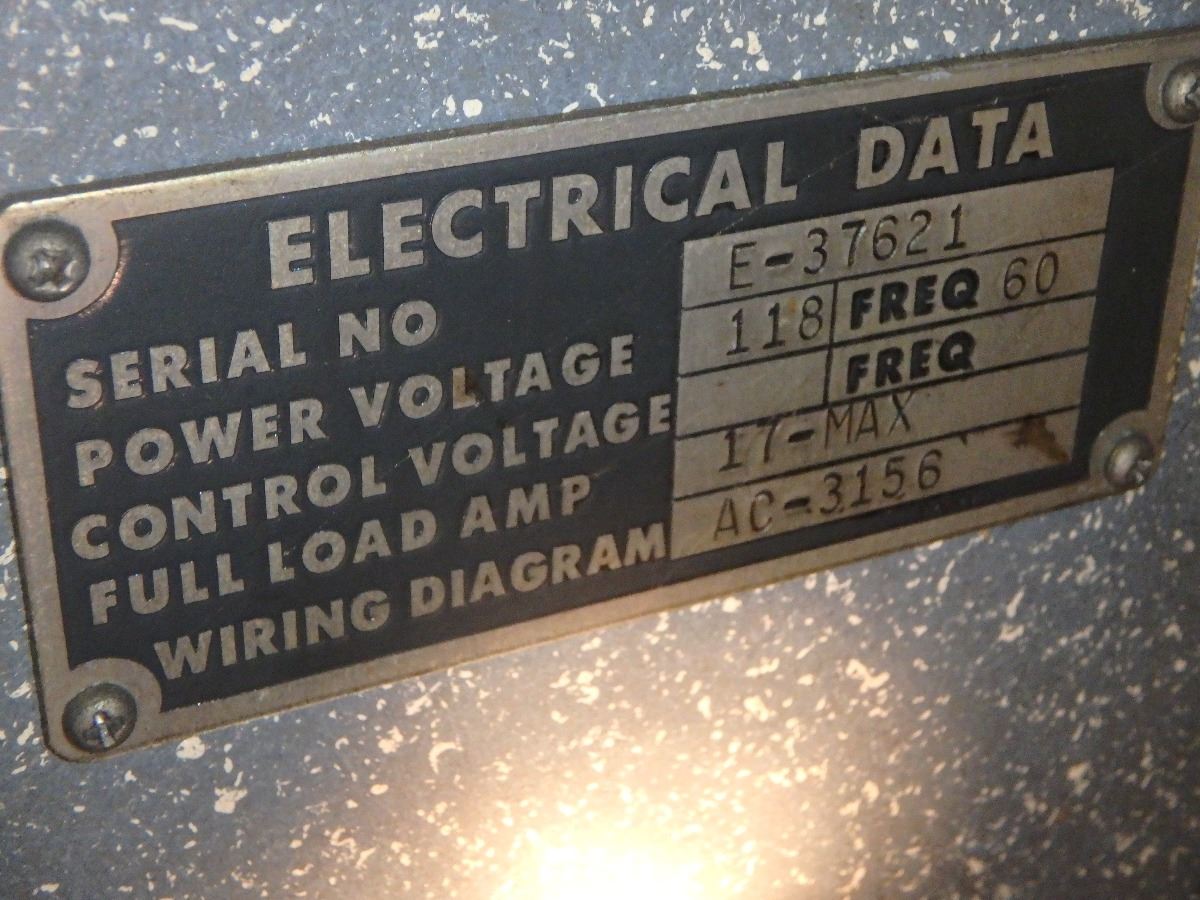 ELECTRICAL DATA
SERIAL NO E-37621
POWER VOLTAGE 118 FREQ 60
CONTROL VOLTAGE FREQ
FULL LOAD AMP 17-MAX
WIRING DIAGRAM AC-3156